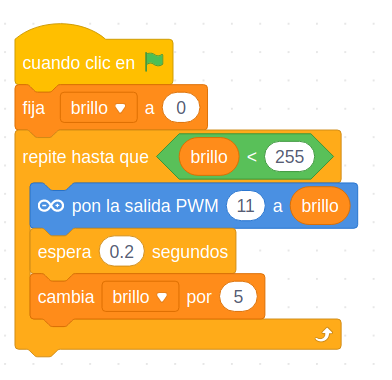 cuando clic en
fija brillo a 0
repite hasta que brillo < 255
pon la salida PWM 11 a brillo
espera 0.2 segundos
cambia brillo por 5